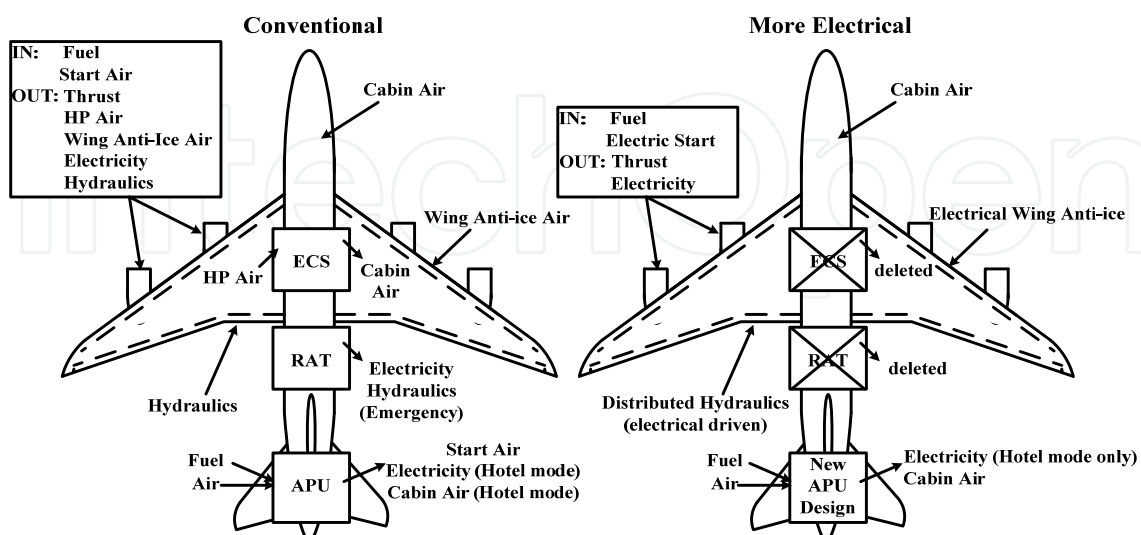 Conventional
IN: Fuel
Start Air
OUT: Thrust
HP Air
Wing Anti-Ice Air
Electricity
Hydraulics
Cabin Air
Wing Anti-ice Air
HP Air
ECS
Cabin
Air
RAT
Electricity
Hydraulics
(Emergency)
Hydraulics
Fuel
Air
APU
Start Air
Electricity (Hotel mode)
Cabin Air (Hotel mode)
More Electrical
IN: Fuel
Electric Start
OUT: Thrust
Electricity
Cabin Air
Electrical Wing Anti-ice
ECS
deleted
RAT
deleted
Distributed Hydraulics
(electrical driven)
Fuel
Air
New
APU
Design
Electricity (Hotel mode only)
Cabin Air
IntechOpen